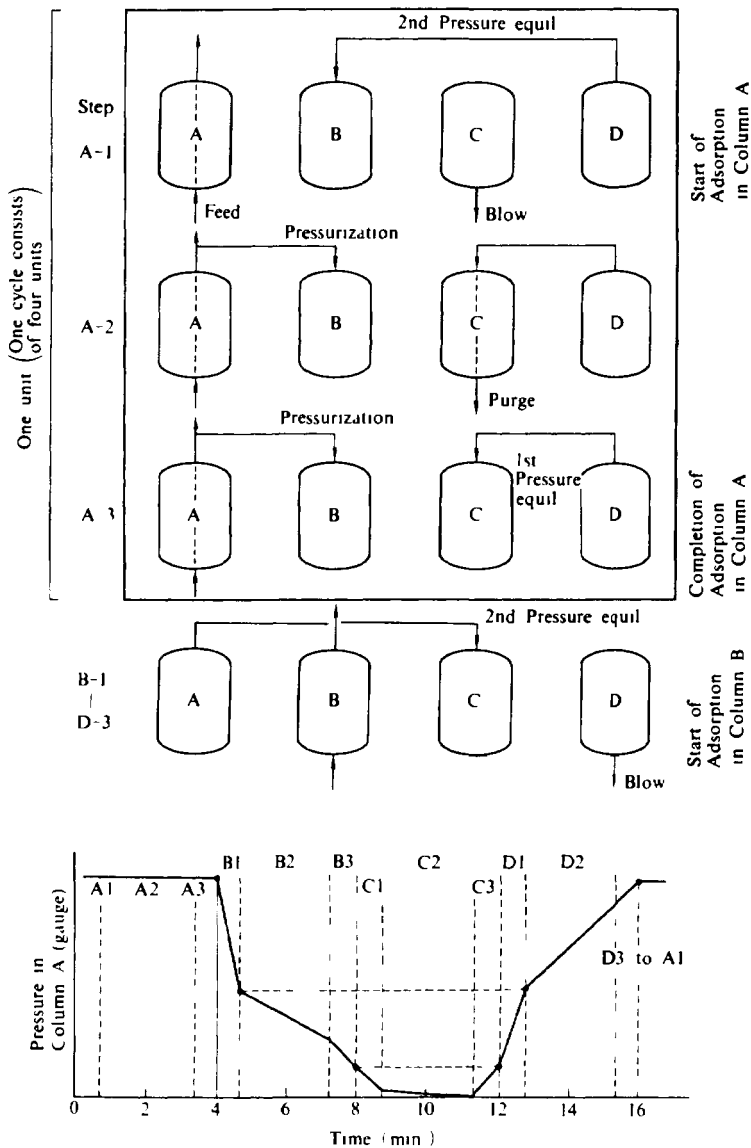 2nd Pressure equil
Step
A-1
A
B
C
D
Start of
Adsorption
in Column A
Feed
Blow
One unit (One cycle consists
of four units)
Pressurization
A-2
A
B
C
D
Purge
Pressurization
A-3
A
B
C
D
1st
Pressure
equil
Completion of
Adsorption
in Column A
2nd Pressure equil
B-1
D-3
A
B
C
D
Start of
Adsorption
in Column B
Blow
Pressure in
Column A (gauge)
B1 B2 B3 C2 D1 D2
A1 A2 A3 C1 C3
D3 to A1
0 2 4 6 8 10 12 14 16
Time (min)